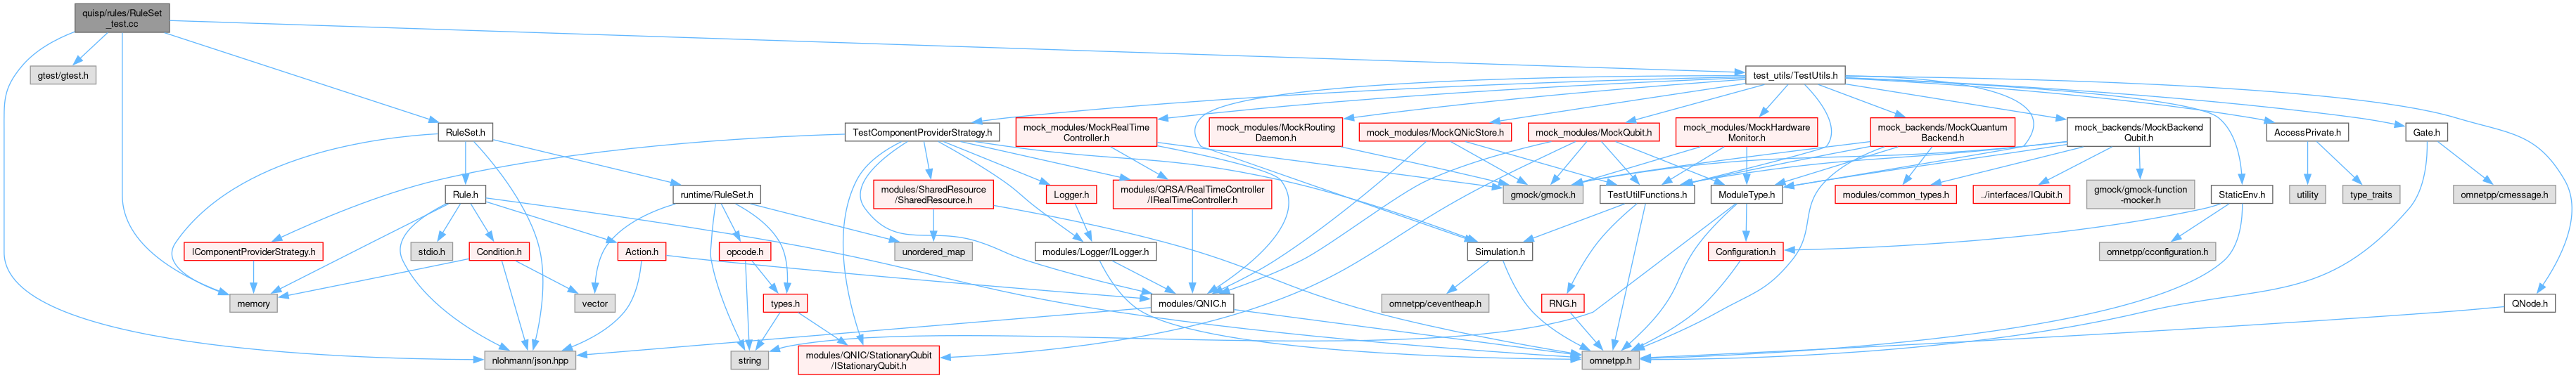 quisp/rules/RuleSet
_test.cc
gtest/gtest.h
test_utils/TestUtils.h
RuleSet.h
TestComponentProviderStrategy.h
mock_modules/MockRealTime
Controller.h
mock_modules/MockRouting
Daemon.h
mock_modules/MockQNicStore.h
mock_modules/MockQubit.h
mock_modules/MockHardware
Monitor.h
mock_backends/MockQuantum
Backend.h
mock_backends/MockBackend
Qubit.h
AccessPrivate.h
Gate.h
Rule.h
runtime/RuleSet.h
modules/SharedResource
/SharedResource.h
Logger.h
modules/QRSA/RealTimeController
/IRealTimeController.h
gmock/gmock.h
TestUtilFunctions.h
ModuleType.h
modules/common_types.h
../interfaces/IQubit.h
gmock/gmock-function
-mocker.h
StaticEnv.h
utility
type_traits
omnetpp/cmessage.h
IComponentProviderStrategy.h
stdio.h
Condition.h
Action.h
opcode.h
unordered_map
modules/Logger/ILogger.h
Simulation.h
Configuration.h
omnetpp/cconfiguration.h
memory
vector
types.h
modules/QNIC.h
omnetpp/ceventheap.h
RNG.h
QNode.h
nlohmann/json.hpp
string
modules/QNIC/StationaryQubit
/IStationaryQubit.h
omnetpp.h